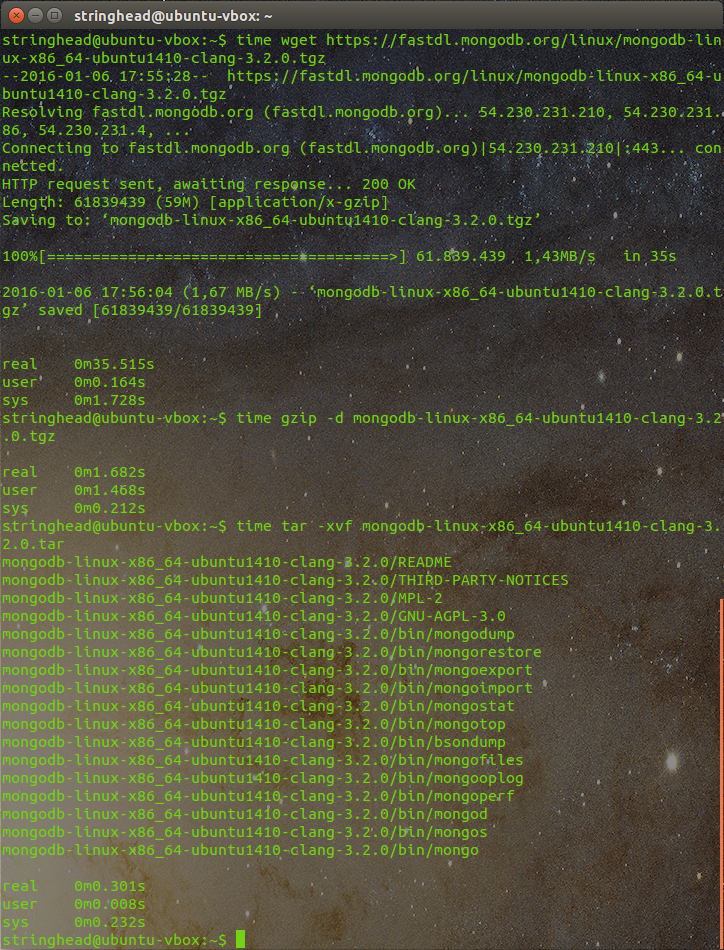 stringhead@ubuntu-vbox: ~
stringhead@ubuntu-vbox:~$ time wget https://fastdl.mongodb.org/linux/mongodb-lin
ux-x86_64-ubuntu1410-clang-3.2.0.tgz
--2016-01-06 17:55:28--  https://fastdl.mongodb.org/linux/mongodb-linux-x86_64-u
buntu1410-clang-3.2.0.tgz
Resolving fastdl.mongodb.org (fastdl.mongodb.org)... 54.230.231.210, 54.230.231.
86, 54.230.231.4, ...
Connecting to fastdl.mongodb.org (fastdl.mongodb.org)|54.230.231.210|:443... con
nected.
HTTP request sent, awaiting response... 200 OK
Length: 61839439 (59M) [application/x-gzip]
Saving to: ‘mongodb-linux-x86_64-ubuntu1410-clang-3.2.0.tgz’
100%[======================================>] 61.839.439  1,43MB/s   in 35s
2016-01-06 17:56:04 (1,67 MB/s) - ‘mongodb-linux-x86_64-ubuntu1410-clang-3.2.0.t
gz’ saved [61839439/61839439]
real    0m35.515s
user    0m0.164s
sys     0m1.728s
stringhead@ubuntu-vbox:~$ time gzip -d mongodb-linux-x86_64-ubuntu1410-clang-3.2
.0.tgz
real    0m1.682s
user    0m1.468s
sys     0m0.212s
stringhead@ubuntu-vbox:~$ time tar -xvf mongodb-linux-x86_64-ubuntu1410-clang-3.
2.0.tar
mongodb-linux-x86_64-ubuntu1410-clang-3.2.0/README
mongodb-linux-x86_64-ubuntu1410-clang-3.2.0/THIRD-PARTY-NOTICES
mongodb-linux-x86_64-ubuntu1410-clang-3.2.0/MPL-2
mongodb-linux-x86_64-ubuntu1410-clang-3.2.0/GNU-AGPL-3.0
mongodb-linux-x86_64-ubuntu1410-clang-3.2.0/bin/mongodump
mongodb-linux-x86_64-ubuntu1410-clang-3.2.0/bin/mongorestore
mongodb-linux-x86_64-ubuntu1410-clang-3.2.0/bin/mongoexport
mongodb-linux-x86_64-ubuntu1410-clang-3.2.0/bin/mongoimport
mongodb-linux-x86_64-ubuntu1410-clang-3.2.0/bin/mongostat
mongodb-linux-x86_64-ubuntu1410-clang-3.2.0/bin/mongotop
mongodb-linux-x86_64-ubuntu1410-clang-3.2.0/bin/bsondump
mongodb-linux-x86_64-ubuntu1410-clang-3.2.0/bin/mongofiles
mongodb-linux-x86_64-ubuntu1410-clang-3.2.0/bin/mongooplog
mongodb-linux-x86_64-ubuntu1410-clang-3.2.0/bin/mongoperf
mongodb-linux-x86_64-ubuntu1410-clang-3.2.0/bin/mongod
mongodb-linux-x86_64-ubuntu1410-clang-3.2.0/bin/mongos
mongodb-linux-x86_64-ubuntu1410-clang-3.2.0/bin/mongo
real    0m0.301s
user    0m0.008s
sys     0m0.232s
stringhead@ubuntu-vbox:~$